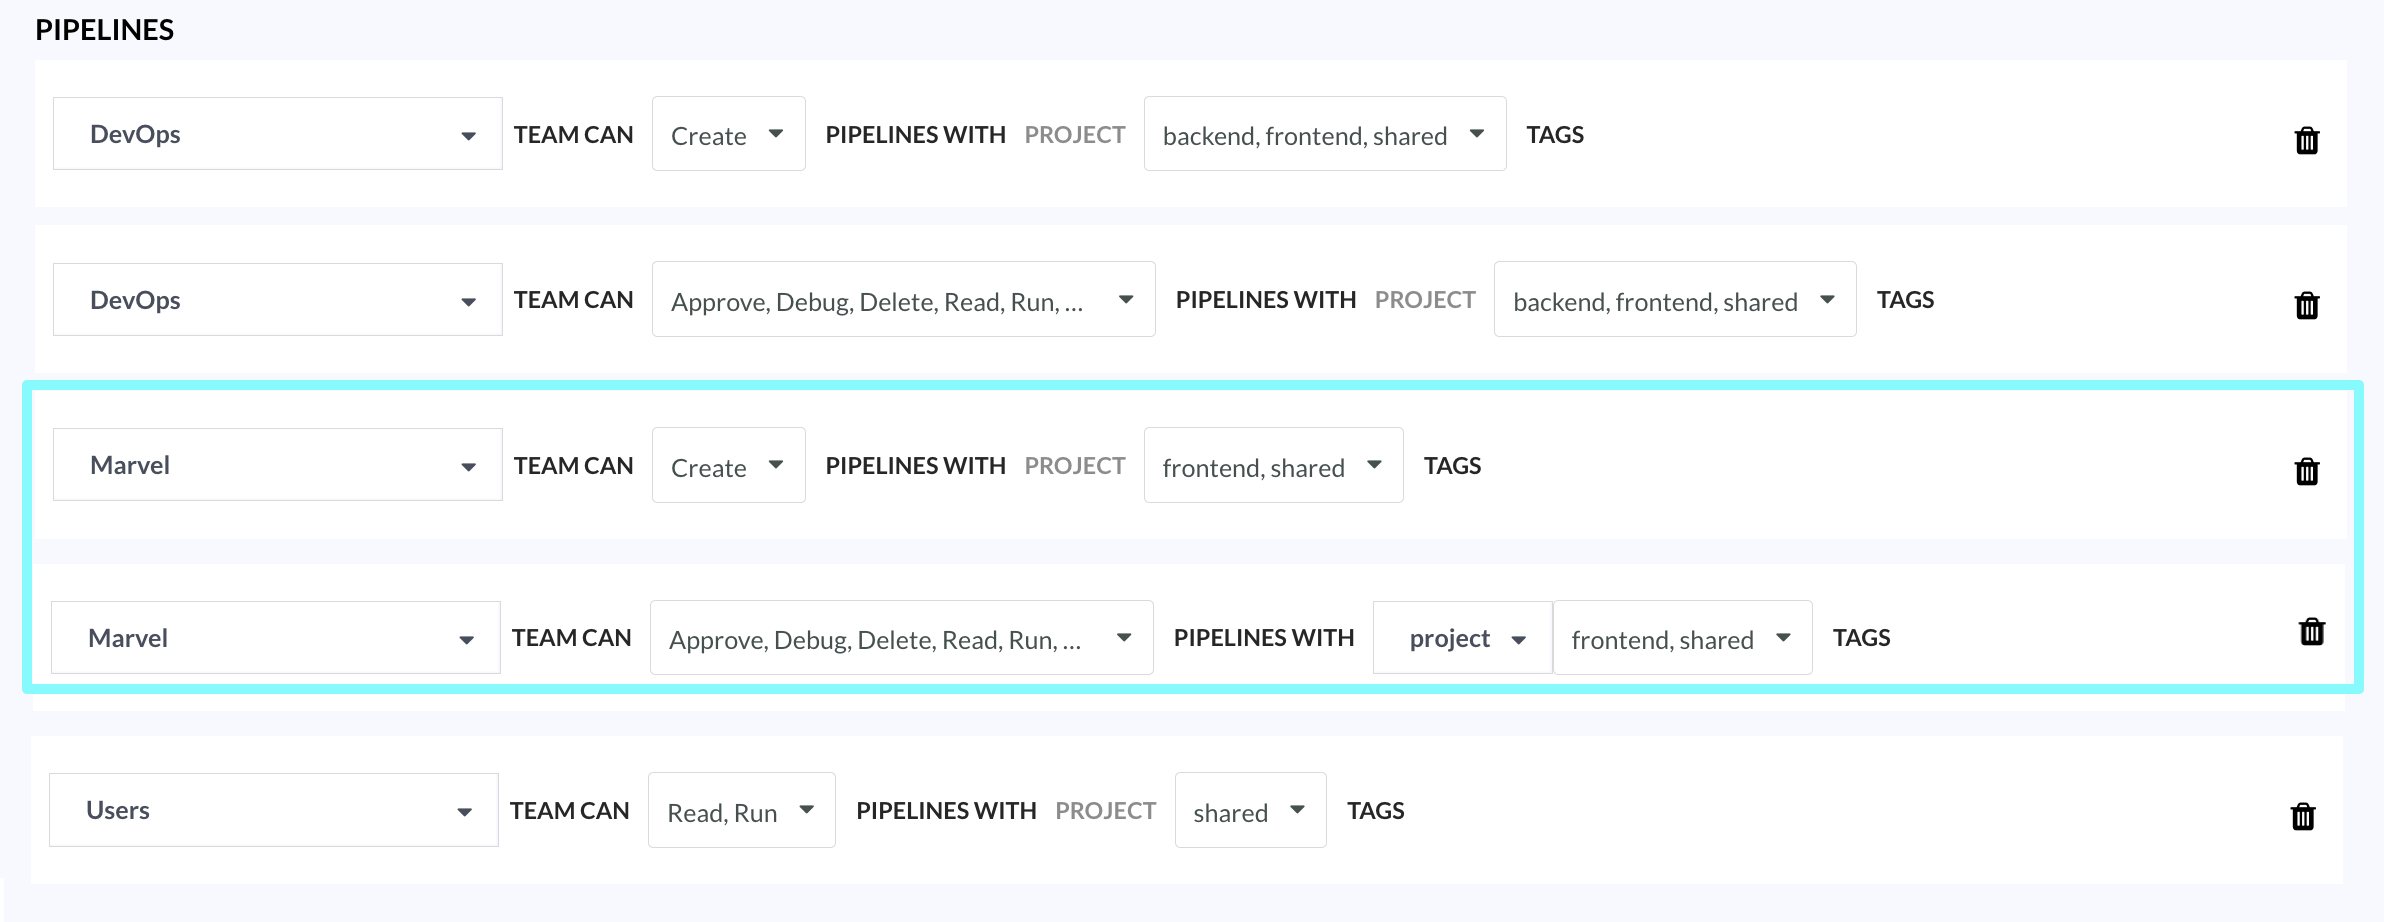 PIPELINES
DevOps TEAM CAN Create PIPELINES WITH PROJECT backend, frontend, shared TAGS
DevOps TEAM CAN Approve, Debug, Delete, Read, Run, ... PIPELINES WITH PROJECT backend, frontend, shared TAGS
Marvel TEAM CAN Create PIPELINES WITH PROJECT frontend, shared TAGS
Marvel TEAM CAN Approve, Debug, Delete, Read, Run, ... PIPELINES WITH project frontend, shared TAGS
Users TEAM CAN Read, Run PIPELINES WITH PROJECT shared TAGS